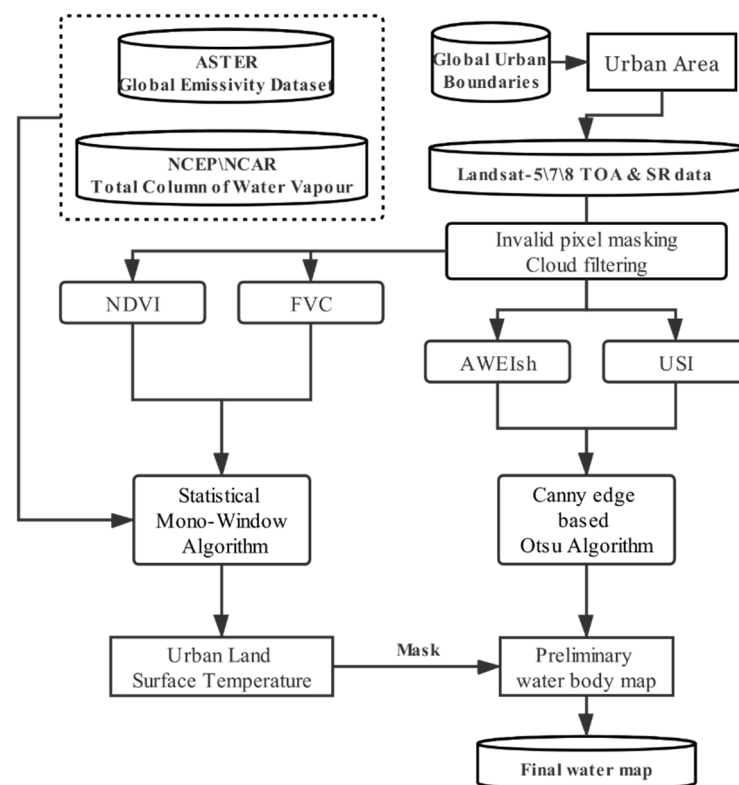 ASTER
Global Emissivity Dataset
NCEP\NCAR
Total Column of Water Vapour
Global Urban
Boundaries
Urban Area
Landsat-5\7\8 TOA & SR data
Invalid pixel masking
Cloud filtering
NDVI
FVC
AWEIsh
USI
Statistical
Mono-Window
Algorithm
Canny edge
based
Otsu Algorithm
Urban Land
Surface Temperature
Mask
Preliminary
water body map
Final water map